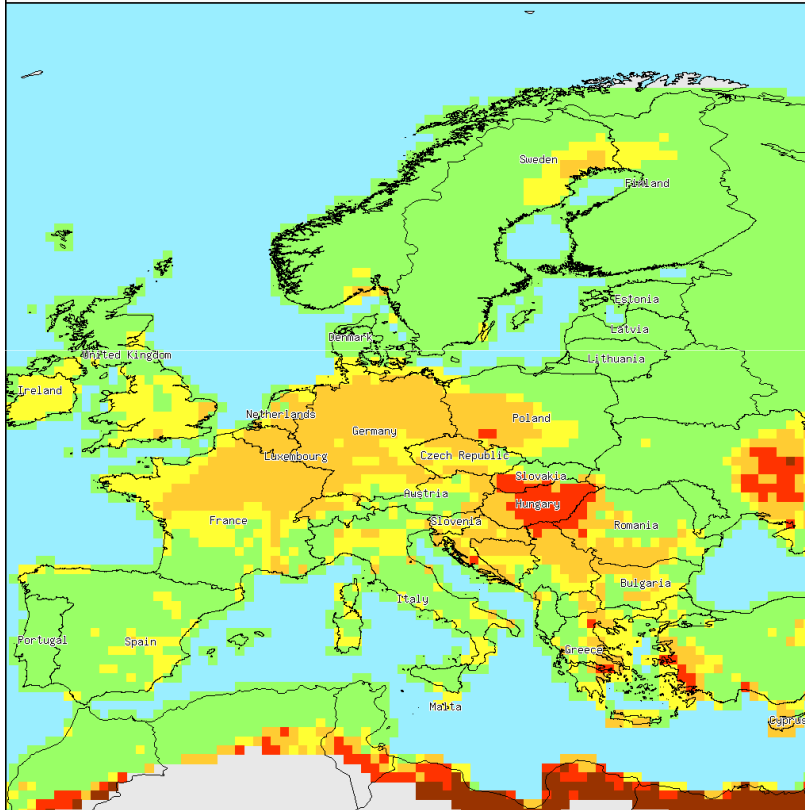 Sweden
Finland
Estonia
Denmark
Latvia
United Kingdom
Lithuania
Ireland
Netherlands
Poland
Germany
Luxembourg
Czech Republic
Slovakia
Austria
Hungary
France
Slovenia
Romania
Bulgaria
Italy
Portugal
Spain
Greece
Malta
Cyprus